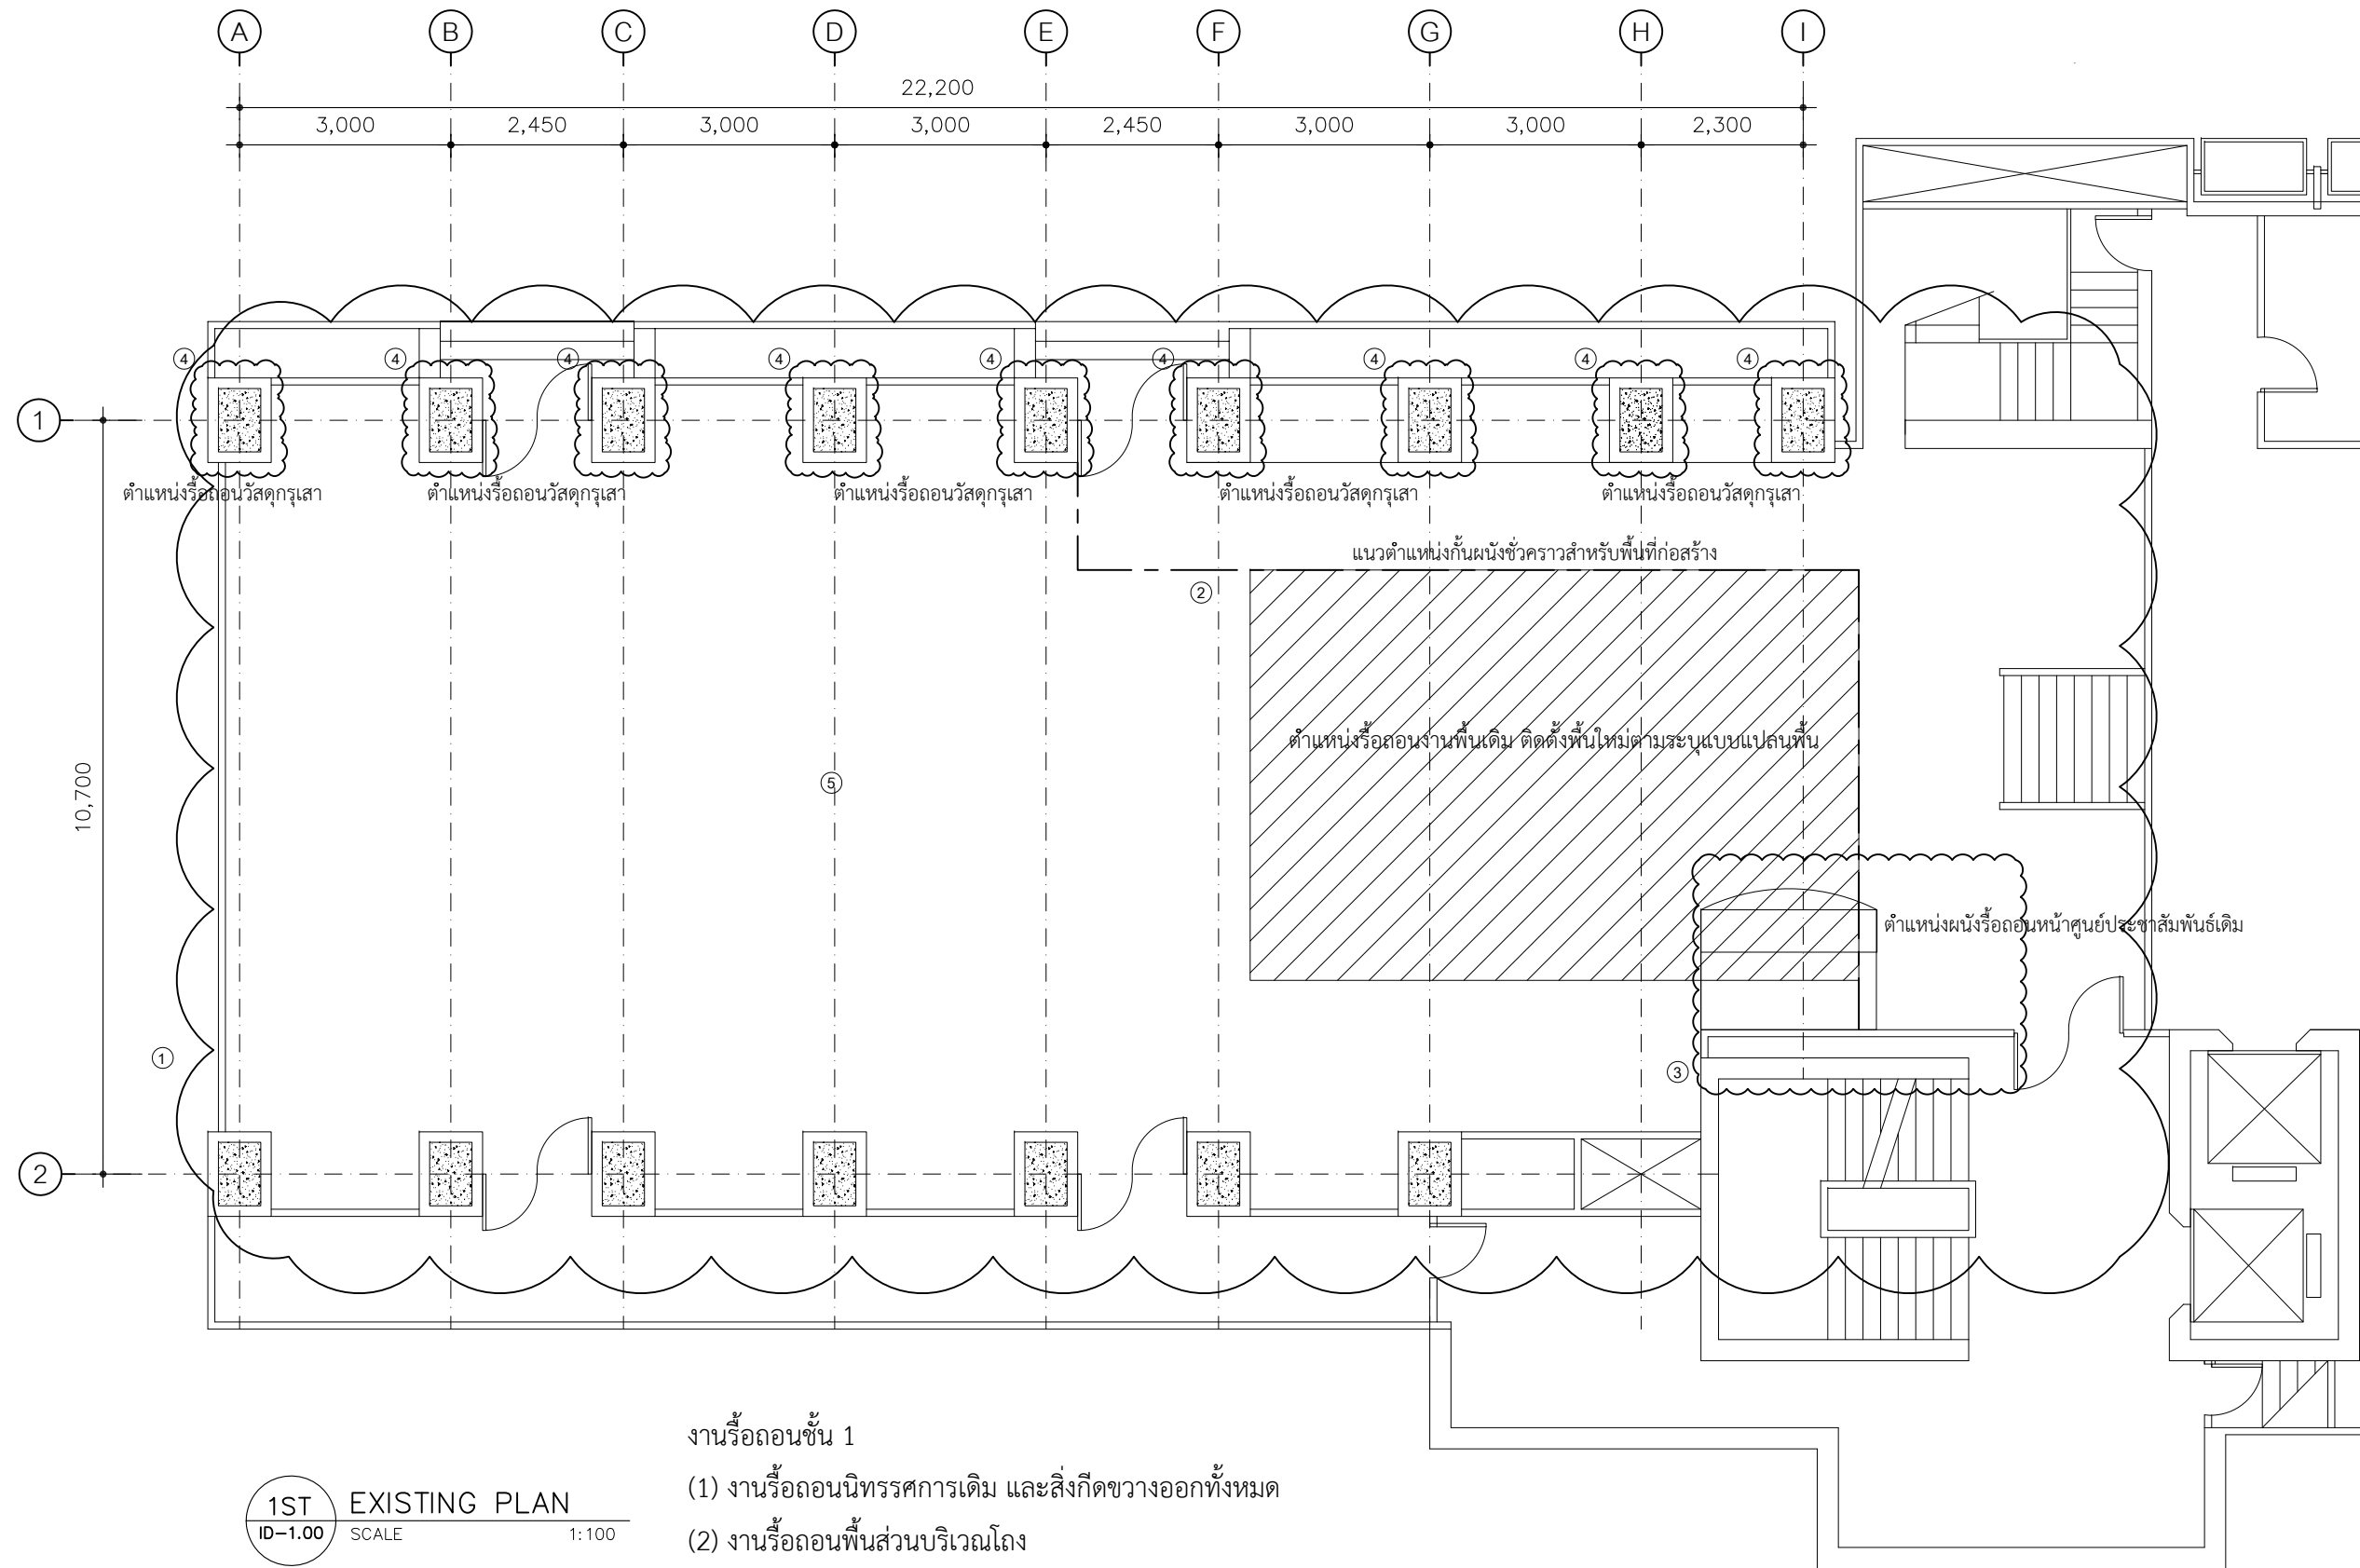 A B C D E F G H I
22,200
3,000 2,450 3,000 3,000 2,450 3,000 3,000 2,300
④ ④ ④ ④ ④ ④ ④ ④ ④
1
ตำแหน่งรื้อถอนวัสดุกรุเสา ตำแหน่งรื้อถอนวัสดุกรุเสา ตำแหน่งรื้อถอนวัสดุกรุเสา ตำแหน่งรื้อถอนวัสดุกรุเสา ตำแหน่งรื้อถอนวัสดุกรุเสา
แนวตำแหน่งกั้นผนังชั่วคราวสำหรับพื้นที่ก่อสร้าง
②
ตำแหน่งรื้อถอนงานพื้นเดิม ติดตั้งพื้นใหม่ตามระบุแบบแปลนพื้น
⑤
10,700
ตำแหน่งผนังรื้อถอนหน้าศูนย์ประชาสัมพันธ์เดิม
①
③
2
งานรื้อถอนชั้น 1
(1) งานรื้อถอนนิทรรศการเดิม และสิ่งกีดขวางออกทั้งหมด
(2) งานรื้อถอนพื้นส่วนบริเวณโถง
1ST EXISTING PLAN
ID-1.00 SCALE 1:100